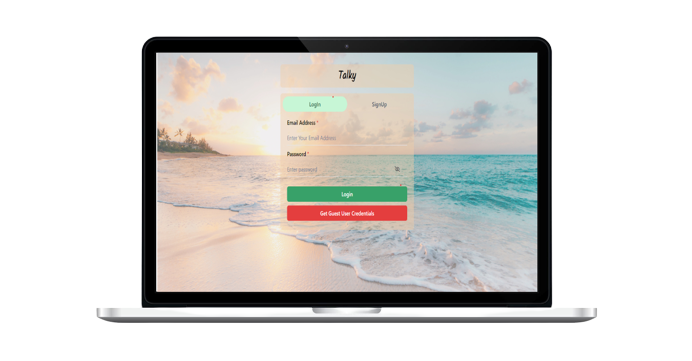 Talky
Login
SignUp
Email Address *
Enter Your Email Address
Password *
Enter password
Login
Get Guest User Credentials